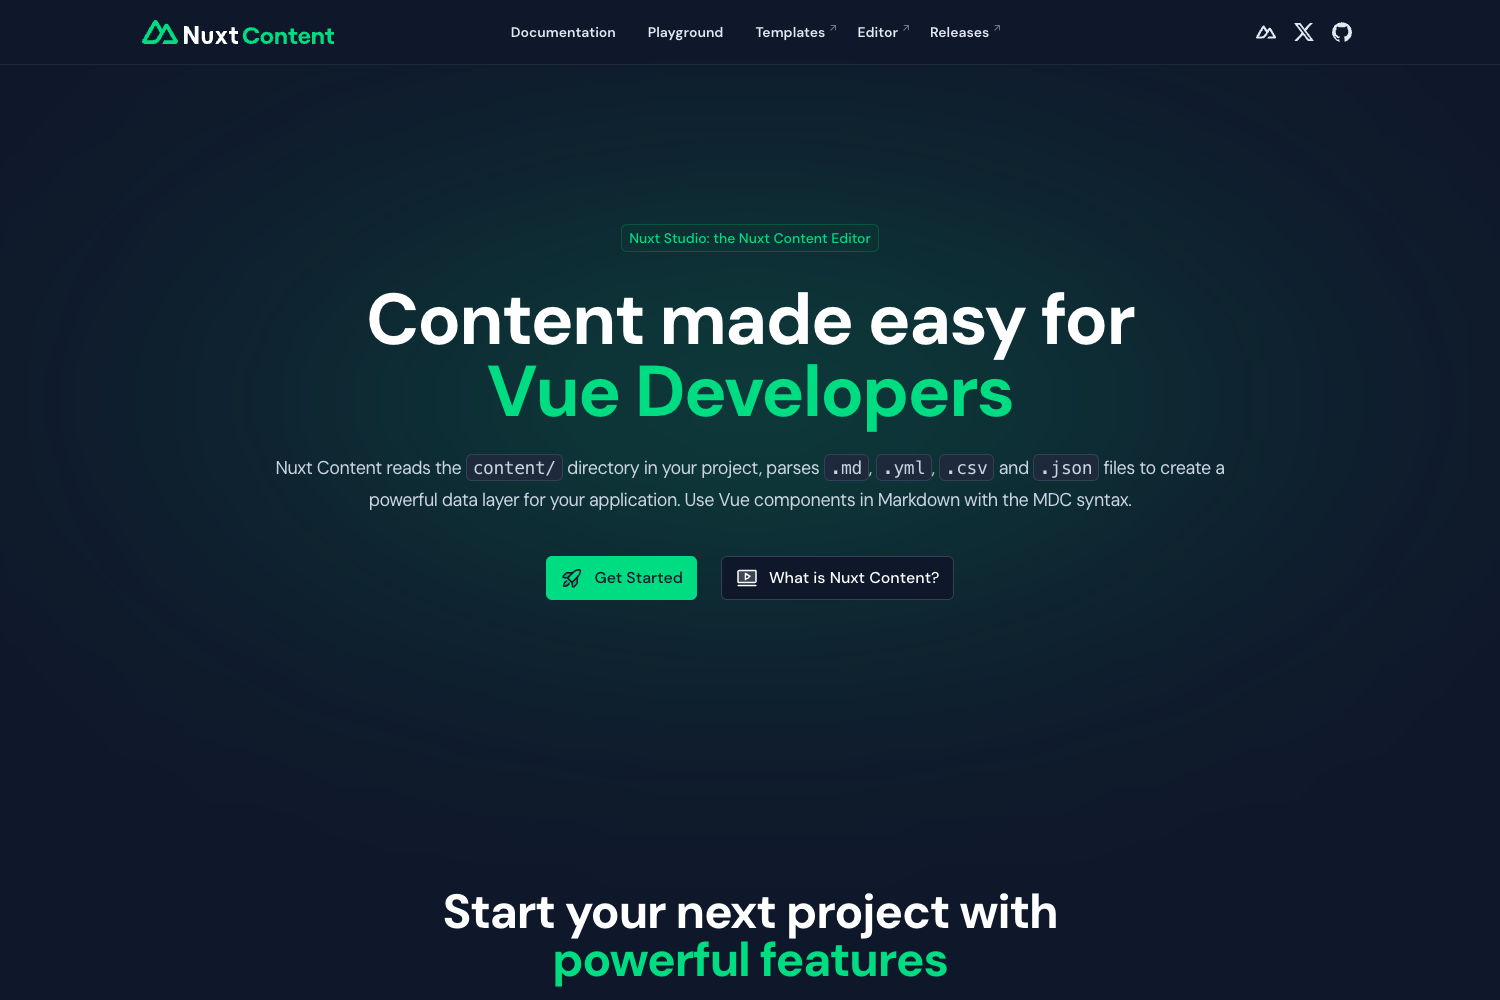 Nuxt Content
Documentation Playground Templates Editor Releases
Nuxt Studio: the Nuxt Content Editor
Content made easy for
Vue Developers
Nuxt Content reads the content/ directory in your project, parses .md, .yml, .csv and .json files to create a
powerful data layer for your application. Use Vue components in Markdown with the MDC syntax.
Get Started What is Nuxt Content?
Start your next project with
powerful features